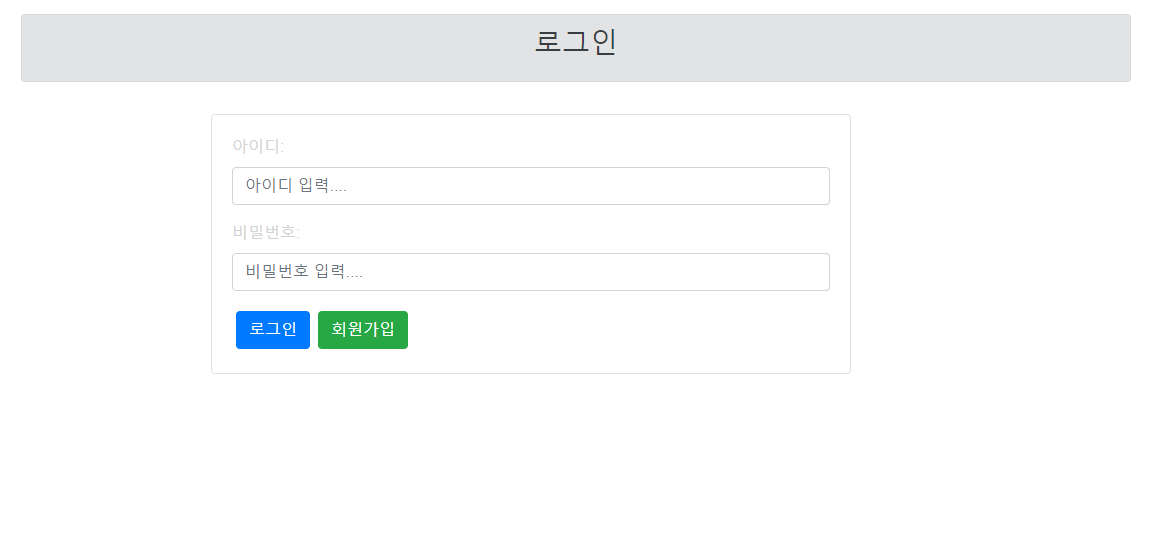 로그인
아이디:
아이디 입력....
비밀번호:
비밀번호 입력....
로그인 회원가입